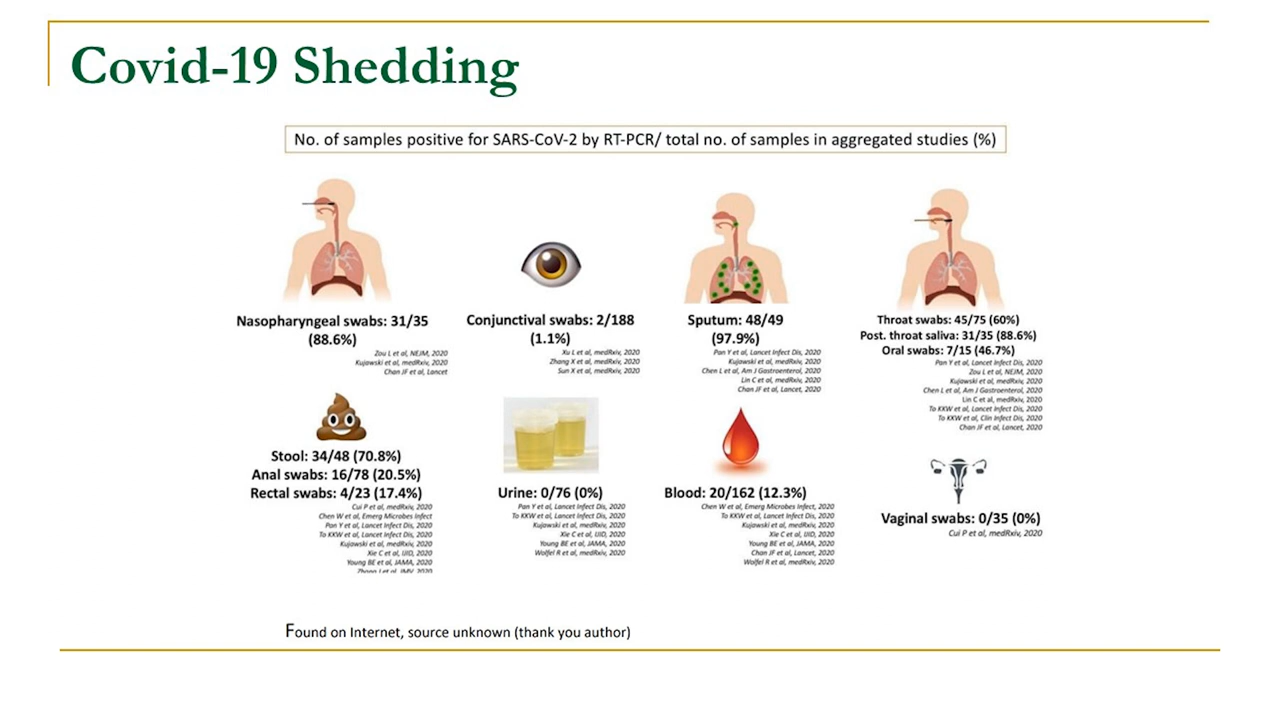 Covid-19 Shedding
No. of samples positive for SARS-CoV-2 by RT-PCR/ total no. of samples in aggregated studies (%)
Nasopharyngeal swabs: 31/35
(88.6%)
Zou L et al, NEJM, 2020
Kujawski et al, medRxiv, 2020
Chan JF et al, Lancet
Conjunctival swabs: 2/188
(1.1%)
Xu L et al, medRxiv, 2020
Zhang X et al, medRxiv, 2020
Sun X et al, medRxiv, 2020
Sputum: 48/49
(97.9%)
Pan Y et al, Lancet Infect Dis, 2020
Kujawski et al, medRxiv, 2020
Chen L et al, Am J Gastroenterol, 2020
Lin C et al, medRxiv, 2020
Chan JF et al, Lancet, 2020
Throat swabs: 45/75 (60%)
Post. throat saliva: 31/35 (88.6%)
Oral swabs: 7/15 (46.7%)
Pan Y et al, Lancet Infect Dis, 2020
Zou L et al, NEJM, 2020
Kujawski et al, medRxiv, 2020
Chen L et al, Am J Gastroenterol, 2020
Lin C et al, medRxiv, 2020
To KKW et al, Lancet Infect Dis, 2020
To KKW et al, Clin Infect Dis, 2020
Chan JF et al, Lancet, 2020
Stool: 34/48 (70.8%)
Anal swabs: 16/78 (20.5%)
Rectal swabs: 4/23 (17.4%)
Cui P et al, medRxiv, 2020
Chen W et al, Emerg Microbes Infect
Pan Y et al, Lancet Infect Dis, 2020
To KKW et al, Lancet Infect Dis, 2020
Kujawski et al, medRxiv, 2020
Xie C et al, IJID, 2020
Young BE et al, JAMA, 2020
Zhang J et al, JMV, 2020
Urine: 0/76 (0%)
Pan Y et al, Lancet Infect Dis, 2020
To KKW et al, Lancet Infect Dis, 2020
Kujawski et al, medRxiv, 2020
Xie C et al, IJID, 2020
Young BE et al, JAMA, 2020
Wolfel R et al, medRxiv, 2020
Blood: 20/162 (12.3%)
Chen W et al, Emerg Microbes Infect, 2020
To KKW et al, Lancet Infect Dis, 2020
Kujawski et al, medRxiv, 2020
Xie C et al, IJID, 2020
Young BE et al, JAMA, 2020
Chan JF et al, Lancet, 2020
Wolfel R et al, medRxiv, 2020
Vaginal swabs: 0/35 (0%)
Cui P et al, medRxiv, 2020
Found on Internet, source unknown (thank you author)